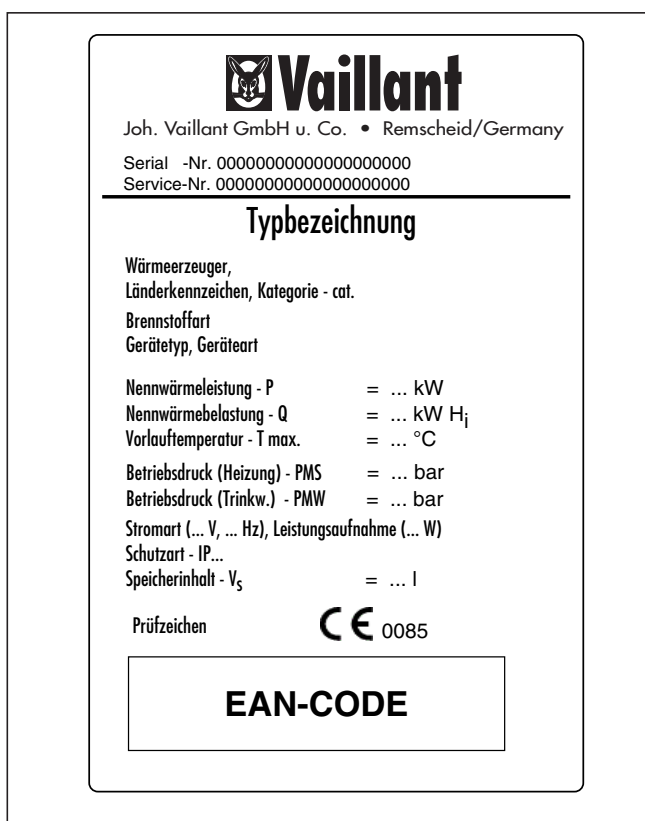 Vaillant
Joh. Vaillant GmbH u. Co. • Remscheid/Germany
Serial -Nr. 00000000000000000000
Service-Nr. 00000000000000000000
Typbezeichnung
Wärmeerzeuger,
Länderkennzeichen, Kategorie - cat.
Brennstoffart
Gerätetyp, Geräteart
Nennwärmeleistung - P = ... kW
Nennwärmebelastung - Q = ... kW Hi
Vorlauftemperatur - T max. = ... °C
Betriebsdruck (Heizung) - PMS = ... bar
Betriebsdruck (Trinkw.) - PMW = ... bar
Stromart (... V, ... Hz), Leistungsaufnahme (... W)
Schutzart - IP...
Speicherinhalt - Vs = ... l
Prüfzeichen CE 0085
EAN-CODE